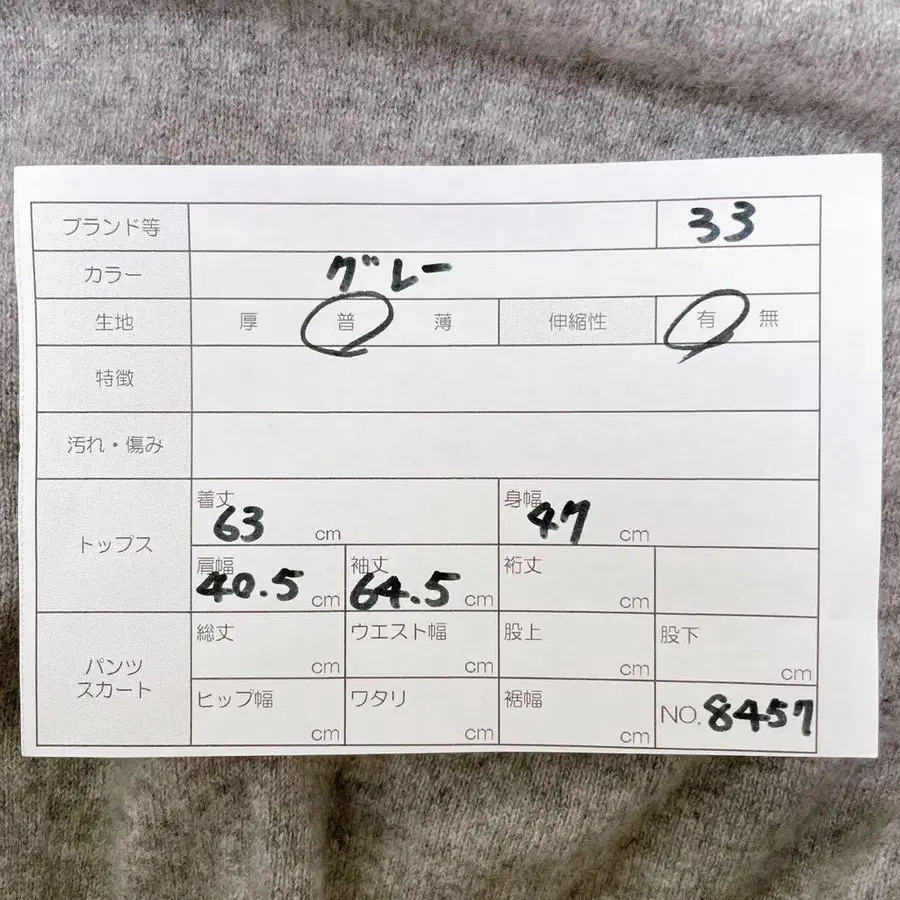 ブランド等 33
カラー グレー
生地 厚 普 薄 伸縮性 有 無
特徴
汚れ・傷み
トップス
着丈 63 cm 身幅 47 cm
肩幅 40.5 cm 袖丈 64.5 cm 裄丈 cm
パンツ
スカート
総丈 cm ウエスト幅 cm 股上 cm 股下 cm
ヒップ幅 cm ワタリ cm 裾幅 cm NO. 8457